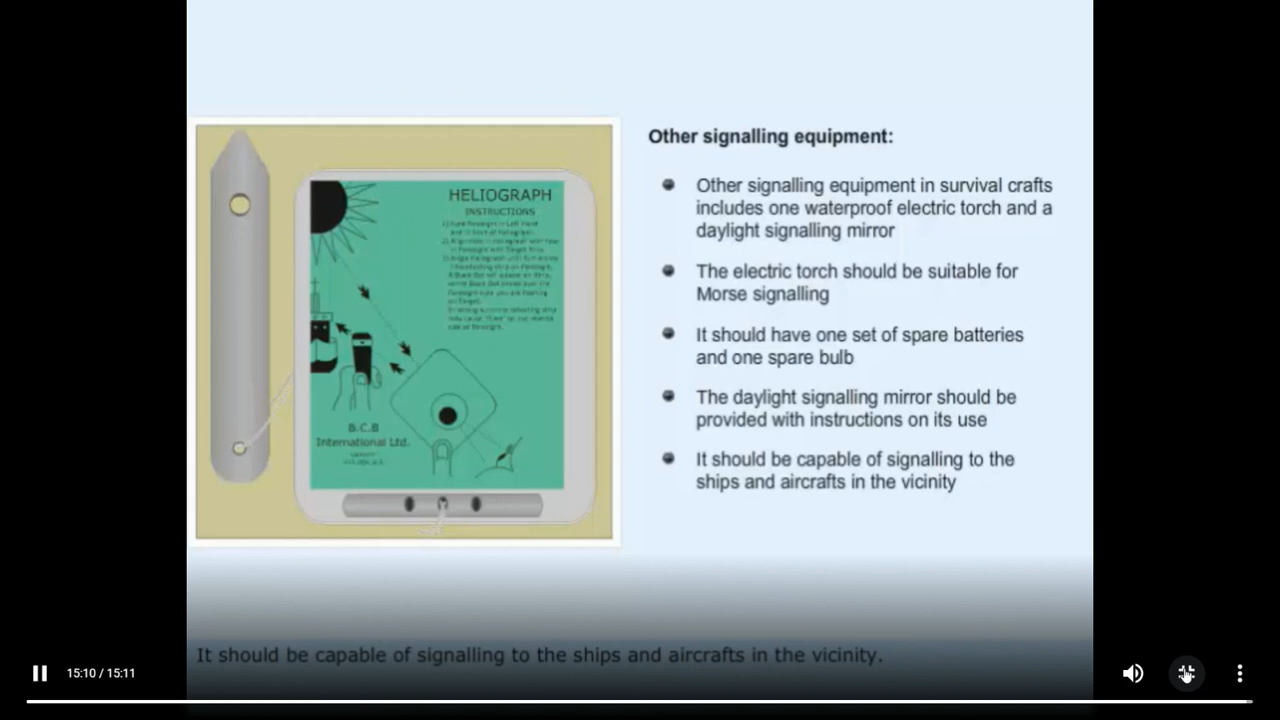 Other signalling equipment:
Other signalling equipment in survival crafts
includes one waterproof electric torch and a
daylight signalling mirror
The electric torch should be suitable for
Morse signalling
It should have one set of spare batteries
and one spare bulb
The daylight signalling mirror should be
provided with instructions on its use
It should be capable of signalling to the
ships and aircrafts in the vicinity
HELIOGRAPH
INSTRUCTIONS
B.C.B
International Ltd.
It should be capable of signalling to the ships and aircrafts in the vicinity.
15:10 / 15:11